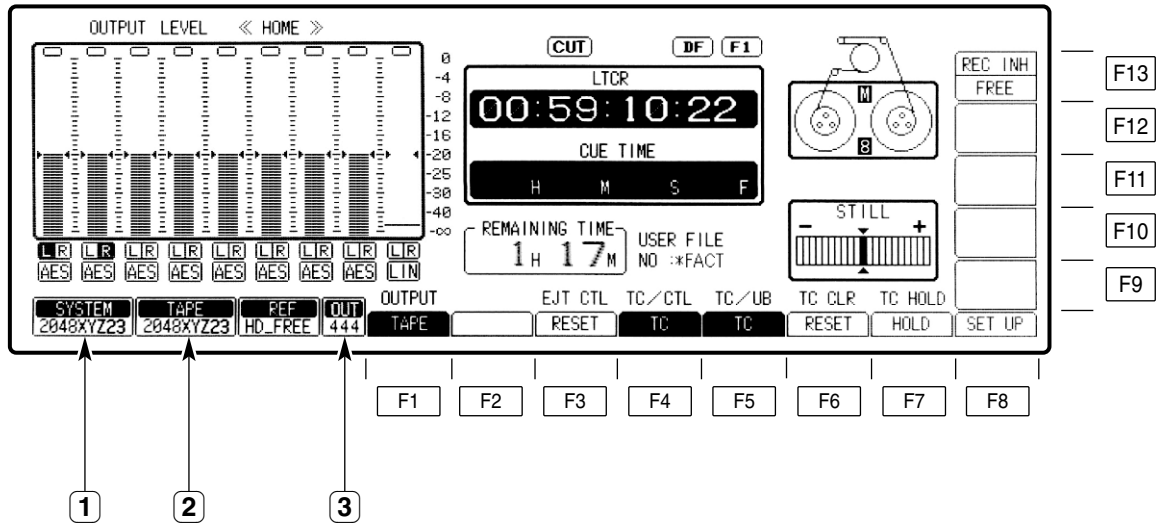 OUTPUT LEVEL ≪ HOME ≫
0
-4
-8
-12
-16
-20
-25
-30
-40
-∞
LR LR LR LR LR LR LR LR LR
AES AES AES AES AES AES AES AES LIN
CUT DF F1
LTCR
00:59:10:22
CUE TIME
H M S F
REMAINING TIME
1H 17M
USER FILE
NO :*FACT
M
8
STILL
- +
REC INH
FREE
F13
F12
F11
F10
F9
SYSTEM
2048XYZ23
TAPE
2048XYZ23
REF
HD_FREE
OUT
444
OUTPUT
TAPE
EJT CTL
RESET
TC/CTL
TC
TC/UB
TC
TC CLR
RESET
TC HOLD
HOLD
SET UP
F1 F2 F3 F4 F5 F6 F7 F8
1 2 3